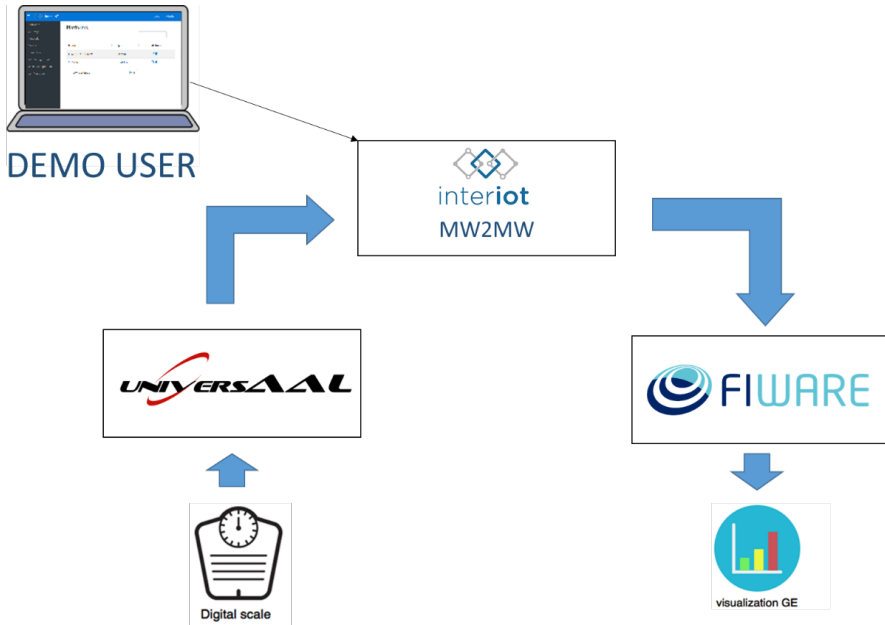 DEMO USER
interiot
MW2MW
UNIVERSAAL
FIWARE
Digital scale
visualization GE